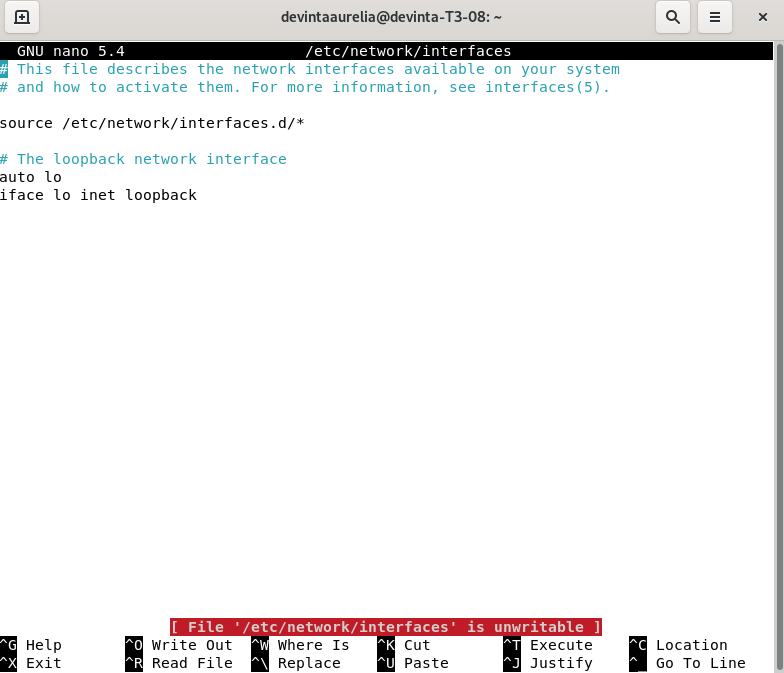 devintaaurelia@devinta-T3-08: ~
GNU nano 5.4 /etc/network/interfaces
# This file describes the network interfaces available on your system
# and how to activate them. For more information, see interfaces(5).
source /etc/network/interfaces.d/*
# The loopback network interface
auto lo
iface lo inet loopback
[ File '/etc/network/interfaces' is unwritable ]
^G Help ^O Write Out ^W Where Is ^K Cut ^T Execute ^C Location
^X Exit ^R Read File ^\ Replace ^U Paste ^J Justify ^_ Go To Line